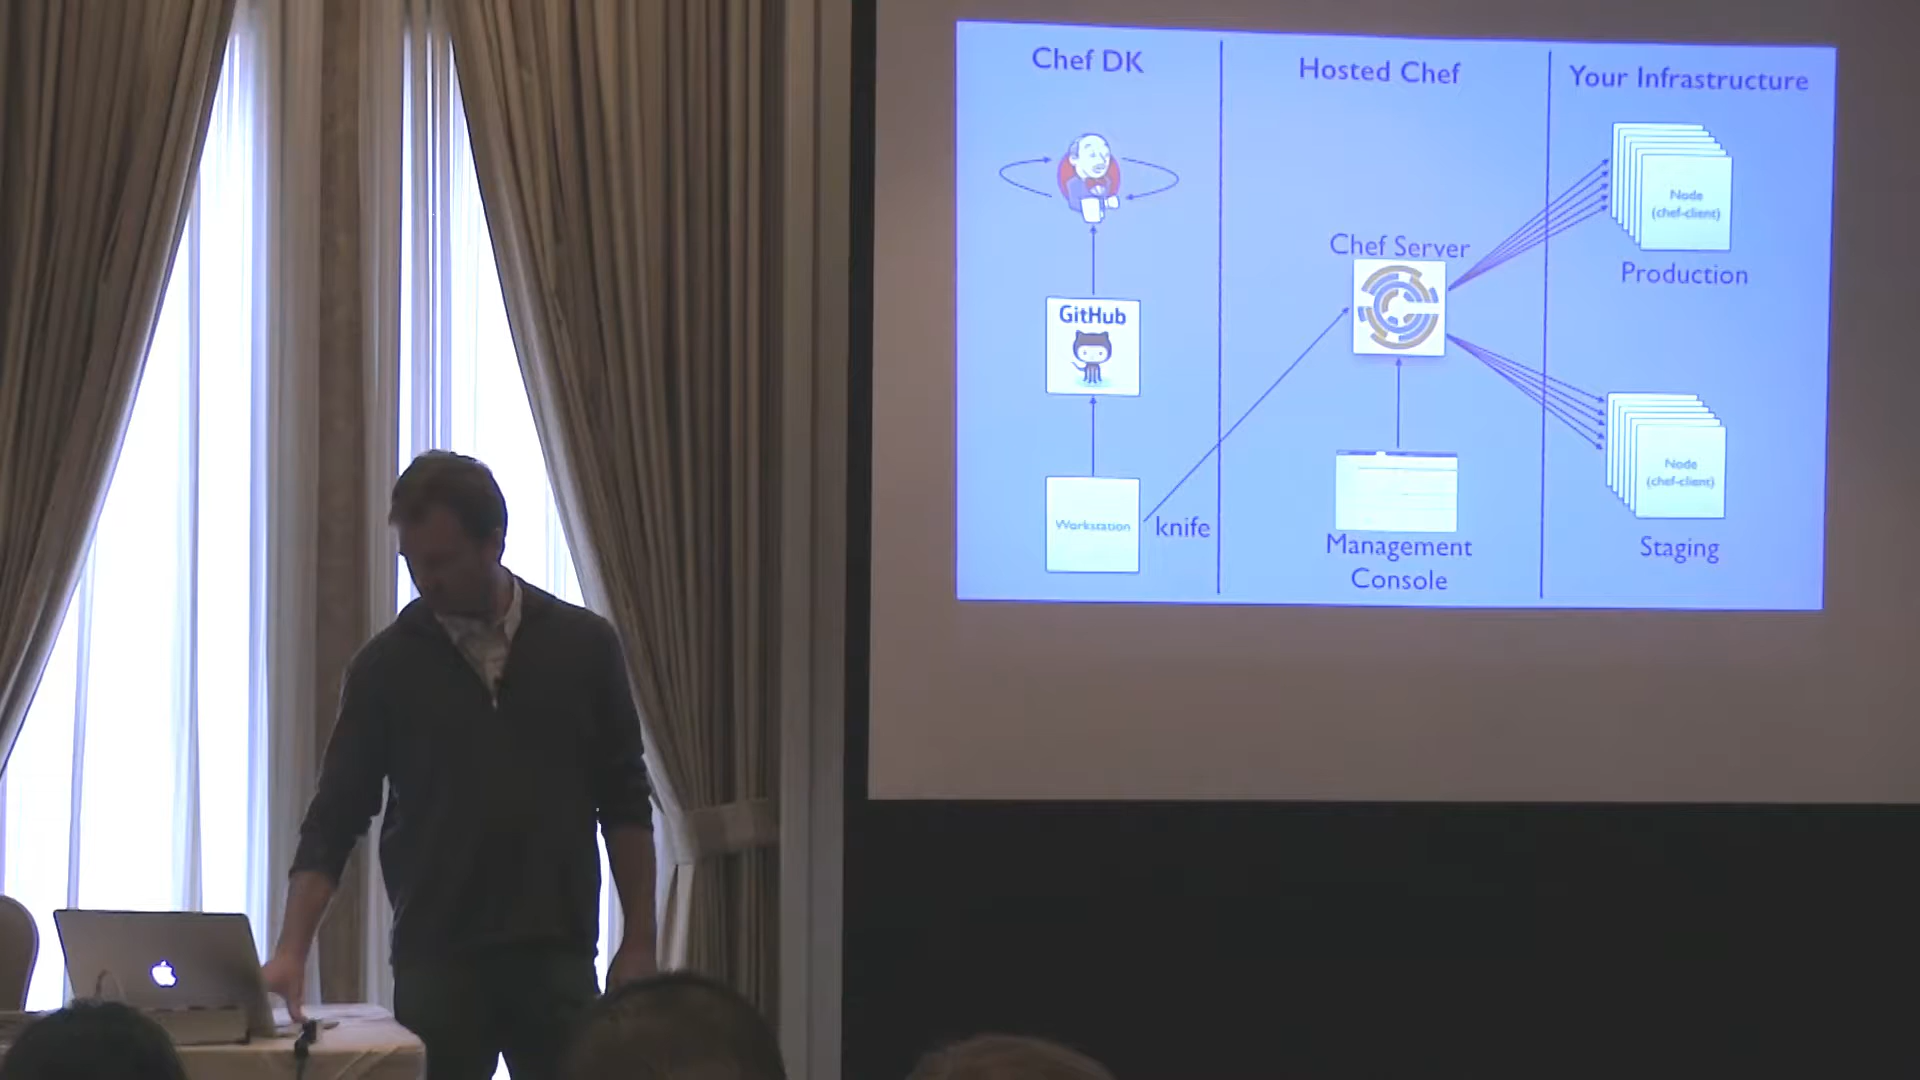 Chef DK
GitHub
Workstation
knife
Hosted Chef
Chef Server
Management
Console
Your Infrastructure
Node
(chef-client)
Production
Node
(chef-client)
Staging